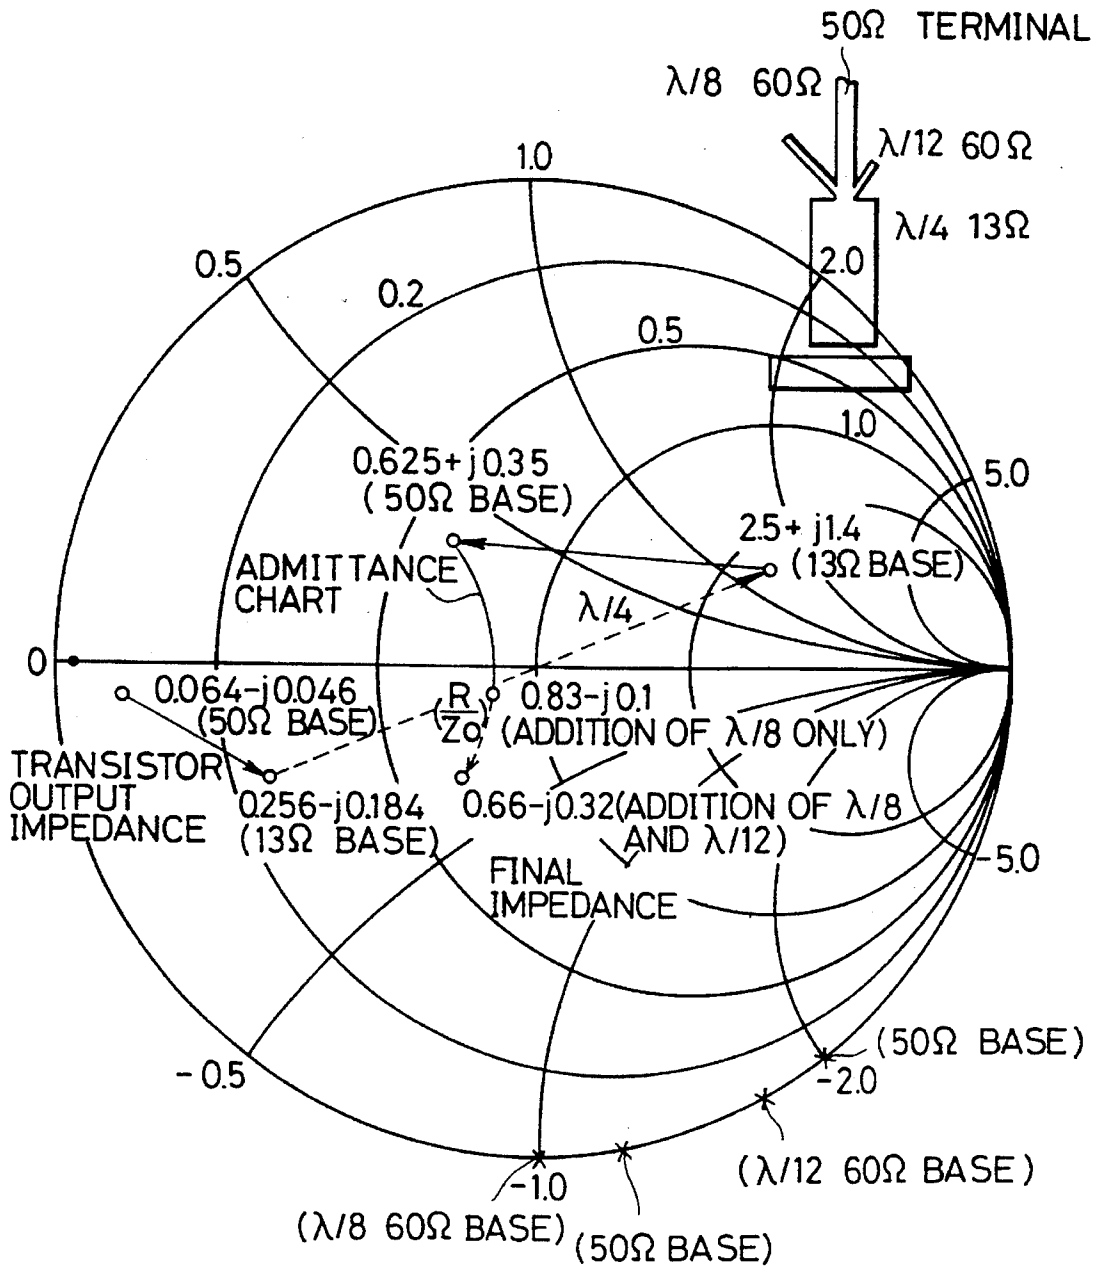 50Ω TERMINAL
λ/8 60Ω
λ/12 60Ω
1.0
λ/4 13Ω
0.5
2.0
0.2
0.5
1.0
0.625+j0.35
(50Ω BASE)
5.0
2.5+j1.4
(13Ω BASE)
ADMITTANCE
CHART
λ/4
0
0.064-j0.046
(50Ω BASE)
(R/Zo)
0.83-j0.1
(ADDITION OF λ/8 ONLY)
TRANSISTOR
OUTPUT
IMPEDANCE
0.256-j0.184
(13Ω BASE)
0.66-j0.32(ADDITION OF λ/8
AND λ/12)
-5.0
FINAL
IMPEDANCE
-0.5
(50Ω BASE)
-2.0
(λ/12 60Ω BASE)
-1.0
(λ/8 60Ω BASE)
(50Ω BASE)